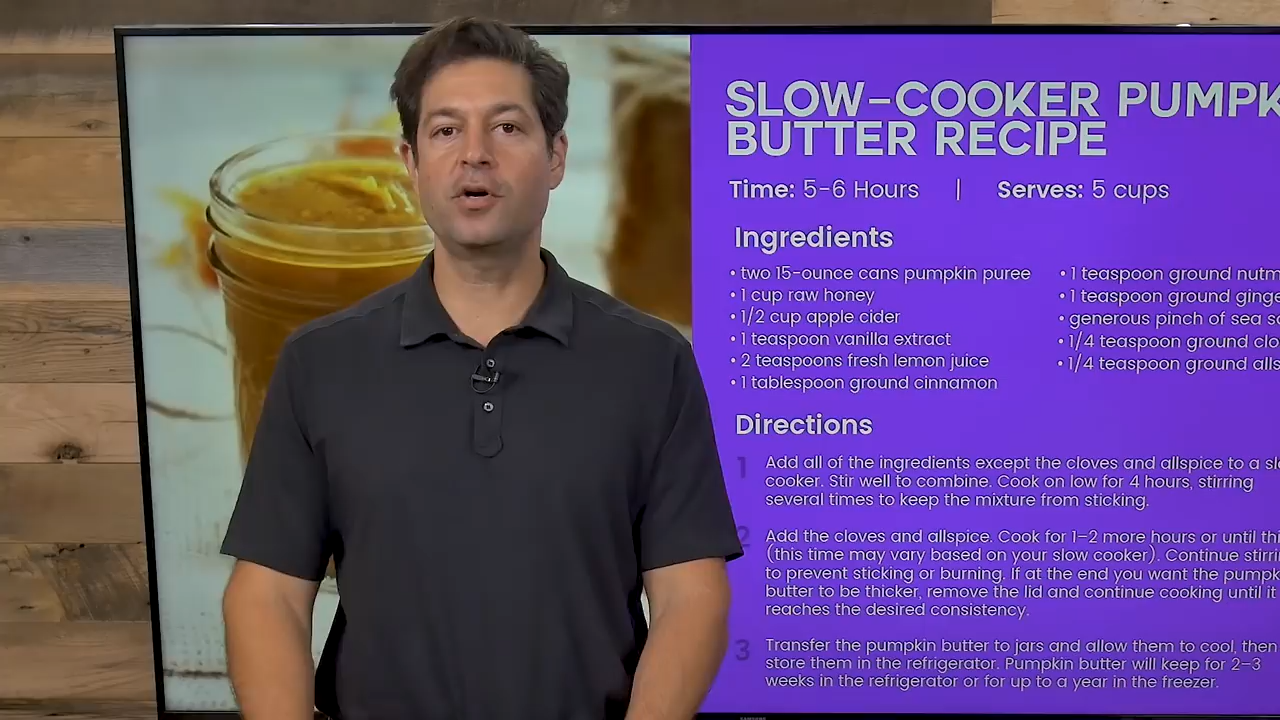 SLOW-COOKER PUMPK
BUTTER RECIPE
Time: 5-6 Hours | Serves: 5 cups
Ingredients
• two 15-ounce cans pumpkin puree
• 1 cup raw honey
• 1/2 cup apple cider
• 1 teaspoon vanilla extract
• 2 teaspoons fresh lemon juice
• 1 tablespoon ground cinnamon
• 1 teaspoon ground nutm
• 1 teaspoon ground ginge
• generous pinch of sea s
• 1/4 teaspoon ground clo
• 1/4 teaspoon ground alls
Directions
1 Add all of the ingredients except the cloves and allspice to a sl
cooker. Stir well to combine. Cook on low for 4 hours, stirring
several times to keep the mixture from sticking.
2 Add the cloves and allspice. Cook for 1-2 more hours or until thi
(this time may vary based on your slow cooker). Continue stirri
to prevent sticking or burning. If at the end you want the pumpk
butter to be thicker, remove the lid and continue cooking until it
reaches the desired consistency.
3 Transfer the pumpkin butter to jars and allow them to cool, then
store them in the refrigerator. Pumpkin butter will keep for 2-3
weeks in the refrigerator or for up to a year in the freezer.
SAMSUNG